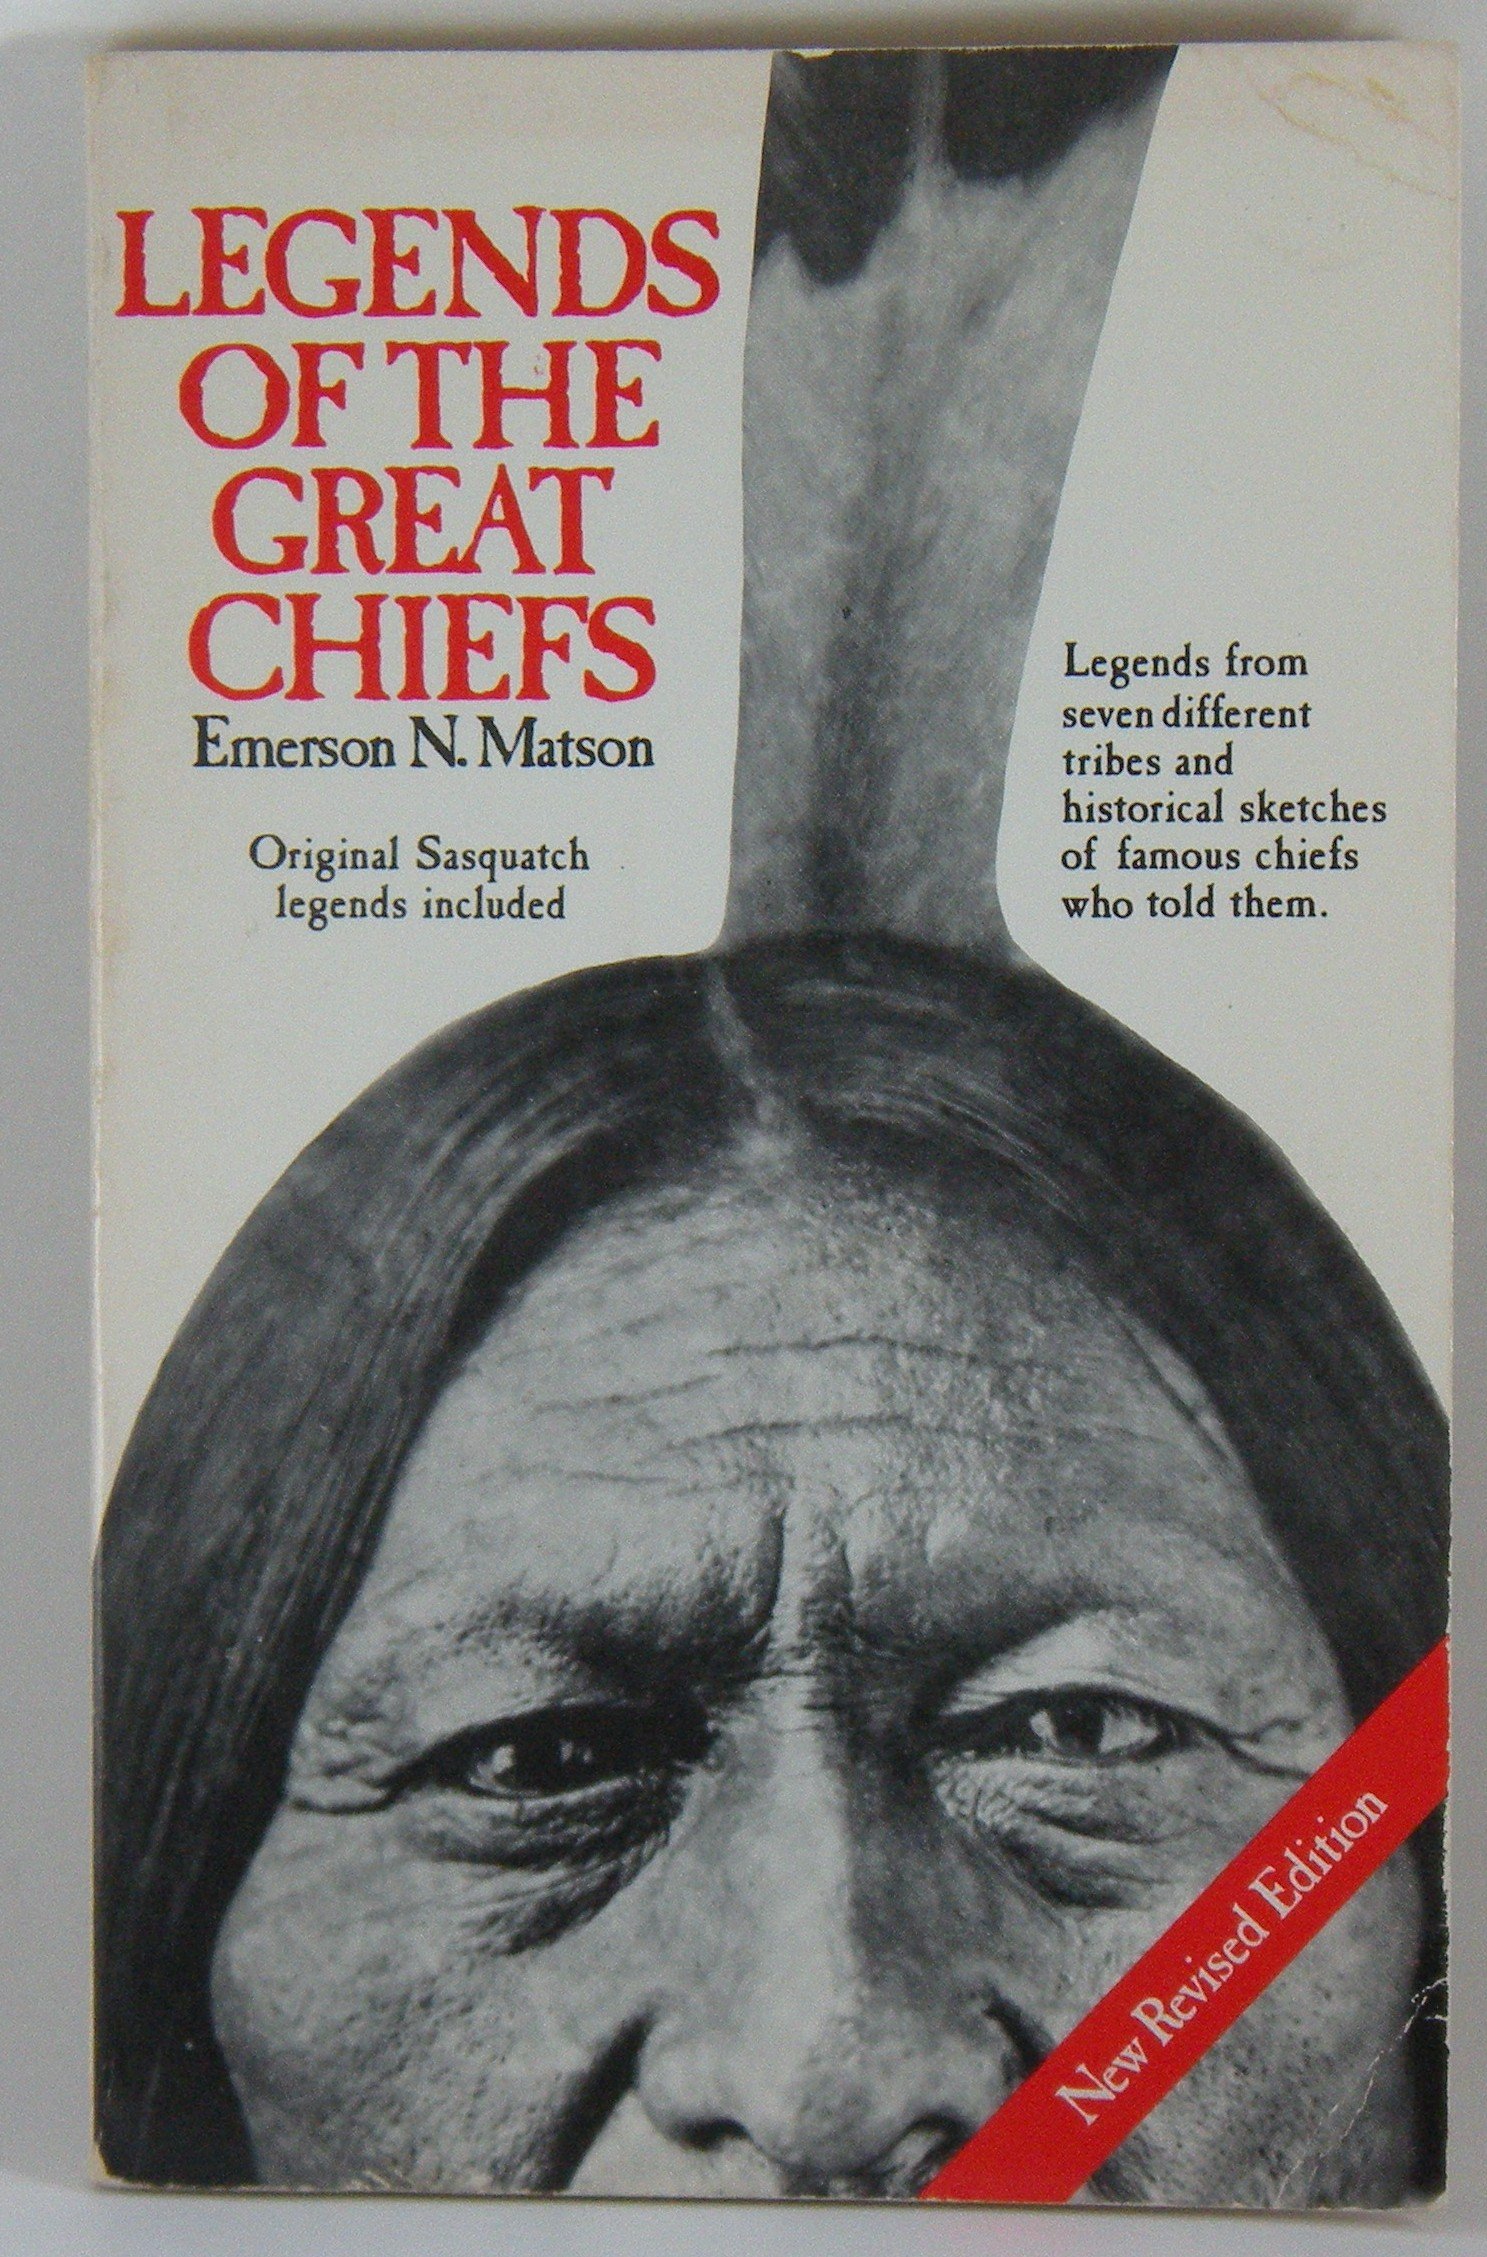 LEGENDS
OF THE
GREAT
CHIEFS
Emerson N. Matson
Original Sasquatch
legends included
Legends from
seven different
tribes and
historical sketches
of famous chiefs
who told them.
New Revised Edition